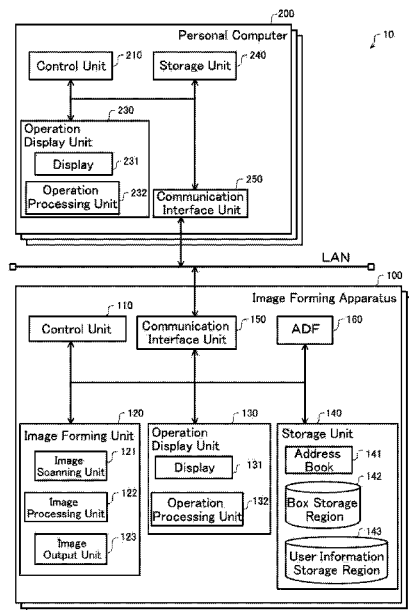 200
Personal Computer
10
210
240
Control Unit
Storage Unit
230
Operation
Display Unit
231
Display
232
Operation
Processing Unit
250
Communication
Interface Unit
LAN
100
Image Forming Apparatus
110
150
160
Control Unit
Communication
Interface Unit
ADF
120
130
140
Image Forming Unit
121
Image
Scanning Unit
122
Image
Processing Unit
123
Image
Output Unit
Operation
Display Unit
Display
131
Operation
Processing Unit
132
Storage Unit
Address
Book
141
142
Box Storage
Region
143
User Information
Storage Region